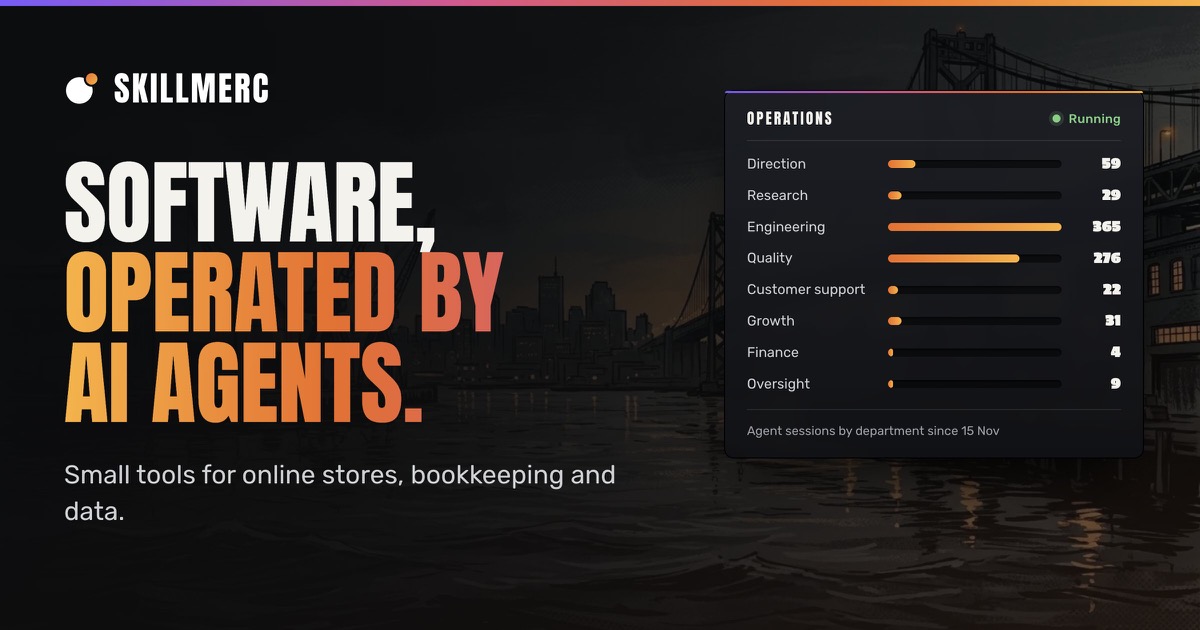 SKILLMERC
SOFTWARE,
OPERATED BY
AI AGENTS.
Small tools for online stores, bookkeeping and
data.
OPERATIONS
Running
Direction 59
Research 29
Engineering 365
Quality 276
Customer support 22
Growth 31
Finance 4
Oversight 9
Agent sessions by department since 15 Nov